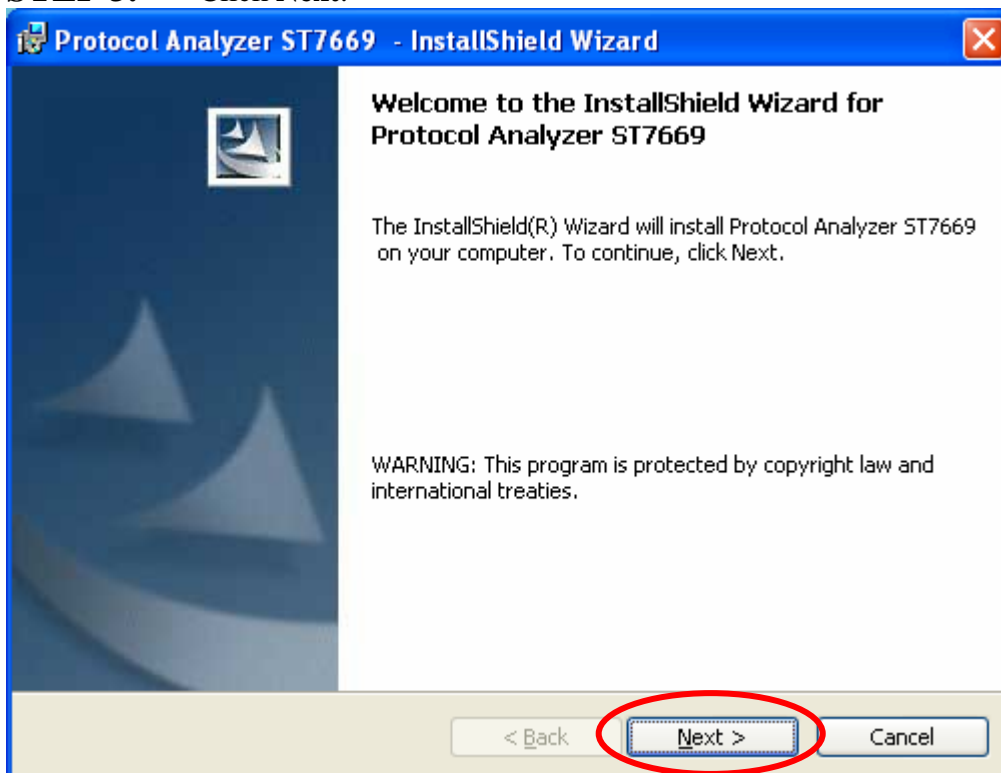 Protocol Analyzer ST7669 - InstallShield Wizard
Welcome to the InstallShield Wizard for
Protocol Analyzer ST7669
The InstallShield(R) Wizard will install Protocol Analyzer ST7669
on your computer. To continue, click Next.
WARNING: This program is protected by copyright law and
international treaties.
< Back Next > Cancel